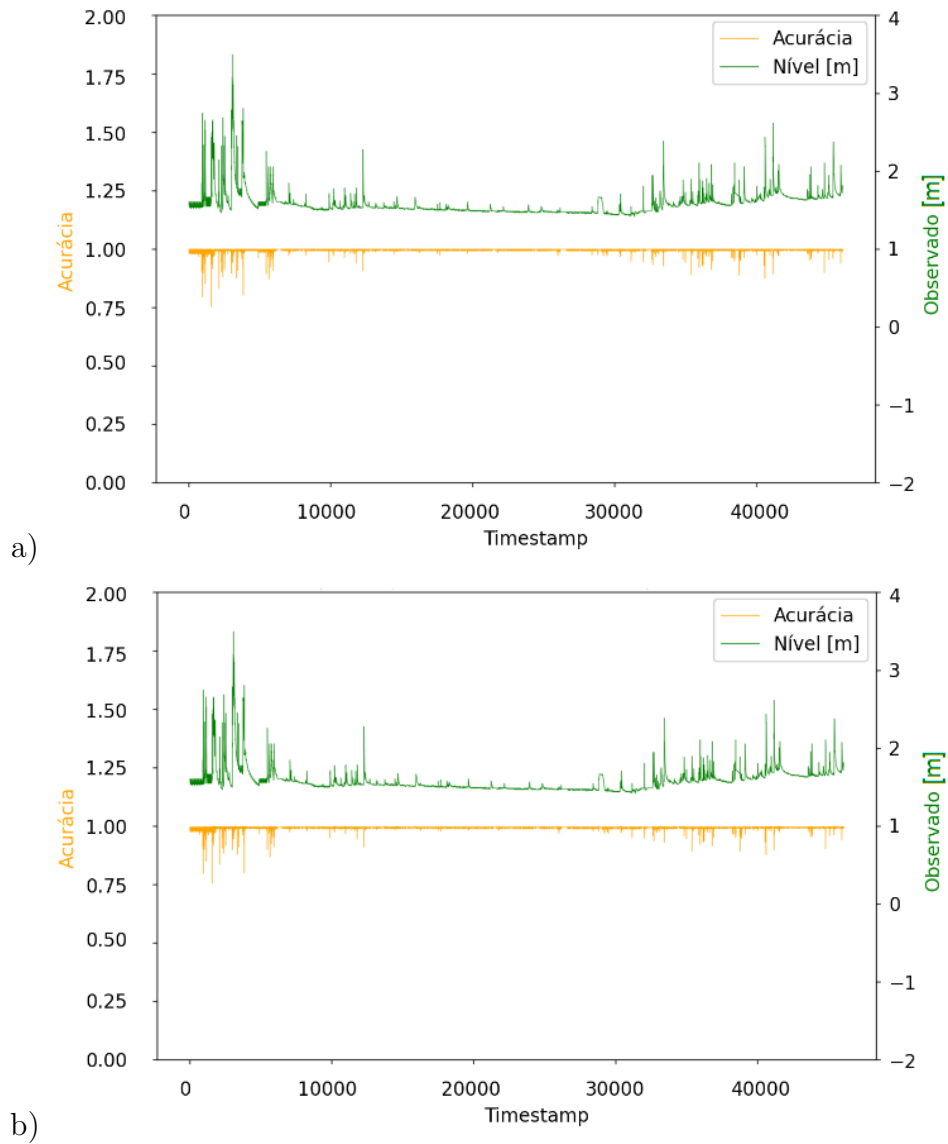 2.00
1.75
1.50
1.25
1.00
0.75
0.50
0.25
0.00
Acurácia
Acurácia
Nível [m]
4
3
2
1
0
−1
−2
Observado [m]
0 10000 20000 30000 40000
Timestamp
a)
2.00
1.75
1.50
1.25
1.00
0.75
0.50
0.25
0.00
Acurácia
Acurácia
Nível [m]
4
3
2
1
0
−1
−2
Observado [m]
0 10000 20000 30000 40000
Timestamp
b)